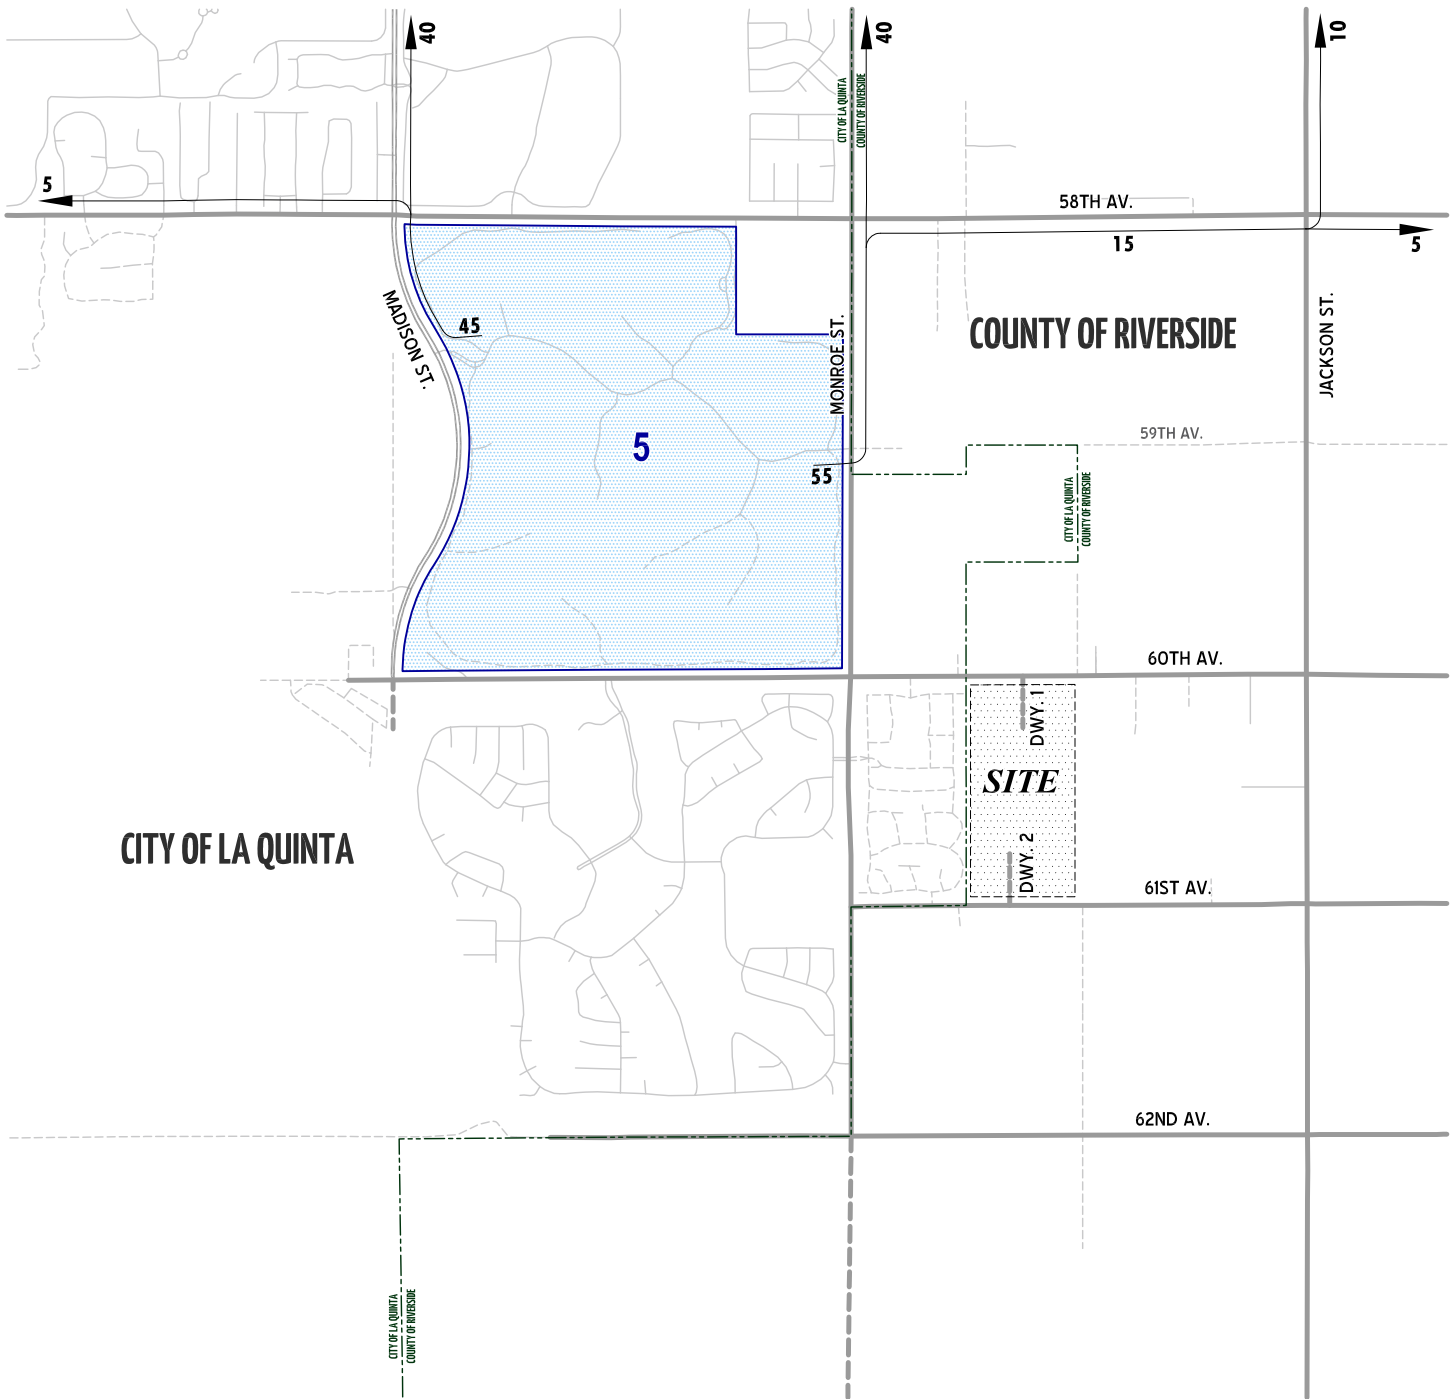 40
40
10
CITY OF LA QUINTA
COUNTY OF RIVERSIDE
5
58TH AV.
15
5
MADISON ST.
45
MONROE ST.
COUNTY OF RIVERSIDE
JACKSON ST.
5
59TH AV.
55
CITY OF LA QUINTA
COUNTY OF RIVERSIDE
60TH AV.
DWY. 1
SITE
CITY OF LA QUINTA
DWY. 2
61ST AV.
62ND AV.
CITY OF LA QUINTA
COUNTY OF RIVERSIDE